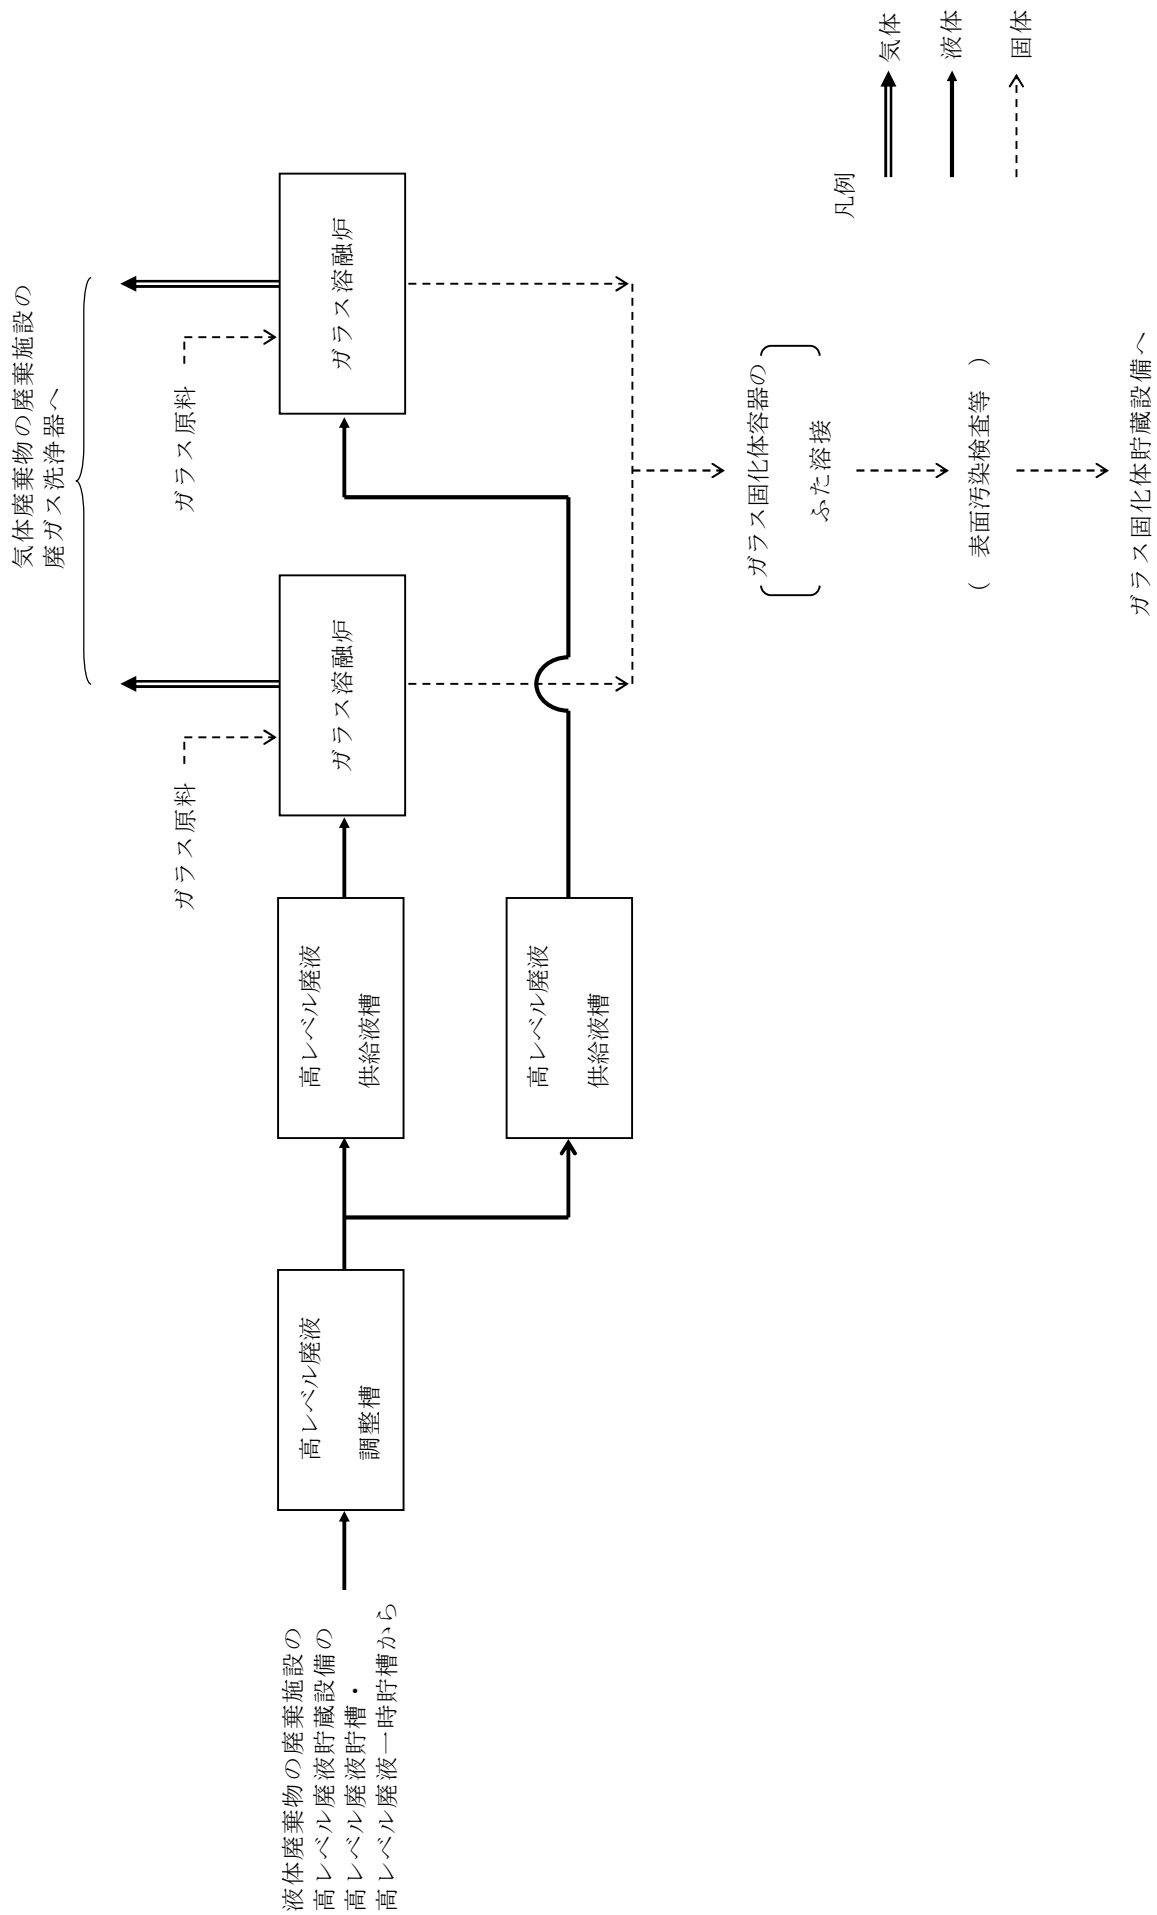 液体廃棄物の廃棄施設の
高レベル廃液貯蔵設備の
高レベル廃液貯槽・
高レベル廃液一時貯槽から
高レベル廃液
調整槽
高レベル廃液
供給液槽
高レベル廃液
供給液槽
ガラス原料
ガラス溶融炉
ガラス原料
ガラス溶融炉
気体廃棄物の廃棄施設の
廃ガス洗浄器へ
ガラス固化体容器の
ふた溶接
( 表面汚染検査等 )
ガラス固化体貯蔵設備へ
凡例
気体
液体
固体